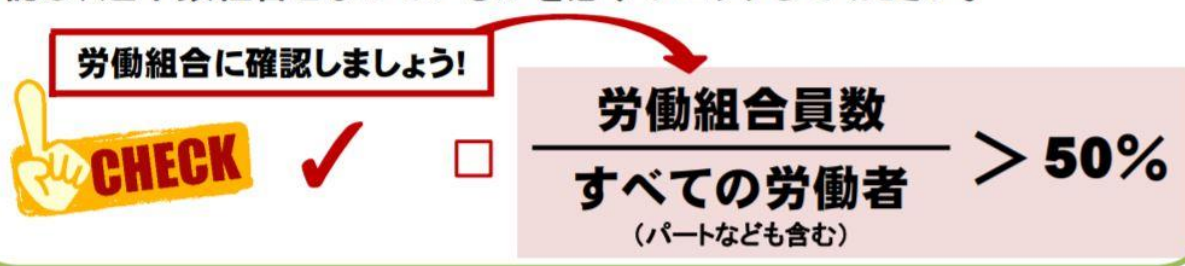 労働組合に確認しましょう!
CHECK
✓ □
労働組合員数
すべての労働者
(パートなども含む)
> 50%